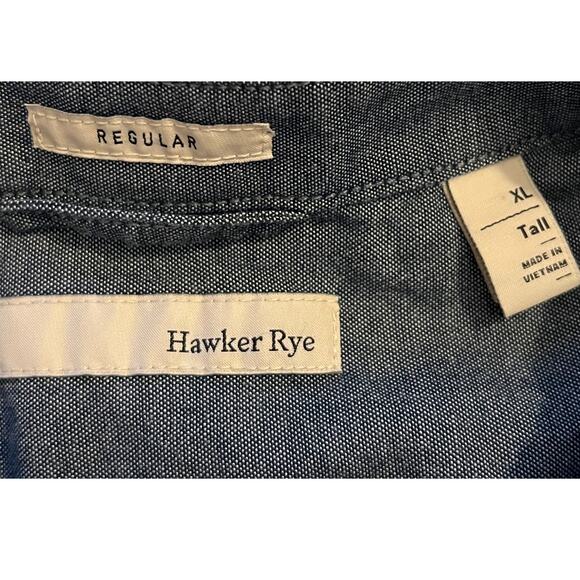 REGULAR
XL
Tall
MADE IN
VIETNAM
Hawker Rye